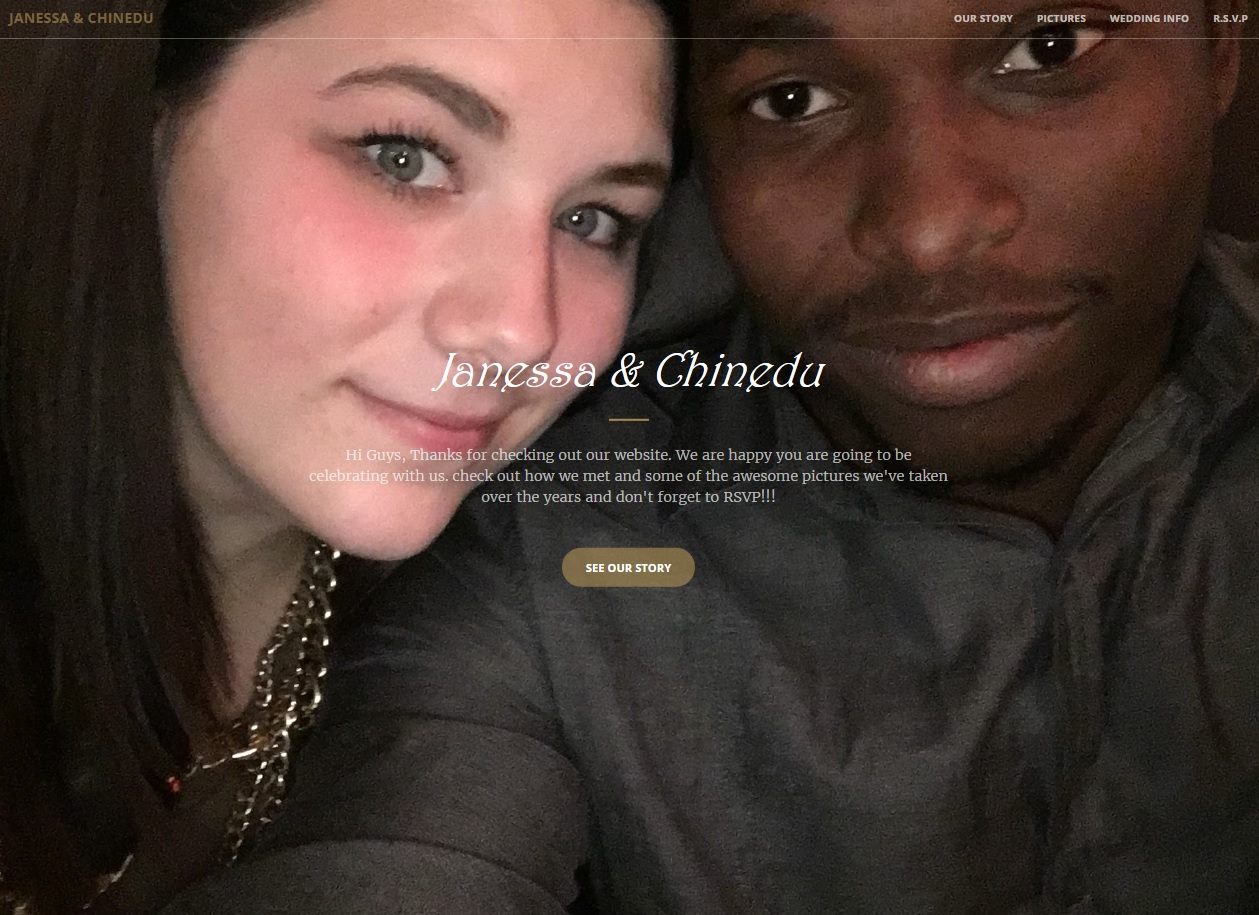 JANESSA & CHINEDU
OUR STORY PICTURES WEDDING INFO R.S.V.P
Janessa & Chinedu
Hi Guys, Thanks for checking out our website. We are happy you are going to be
celebrating with us. check out how we met and some of the awesome pictures we've taken
over the years and don't forget to RSVP!!!
SEE OUR STORY